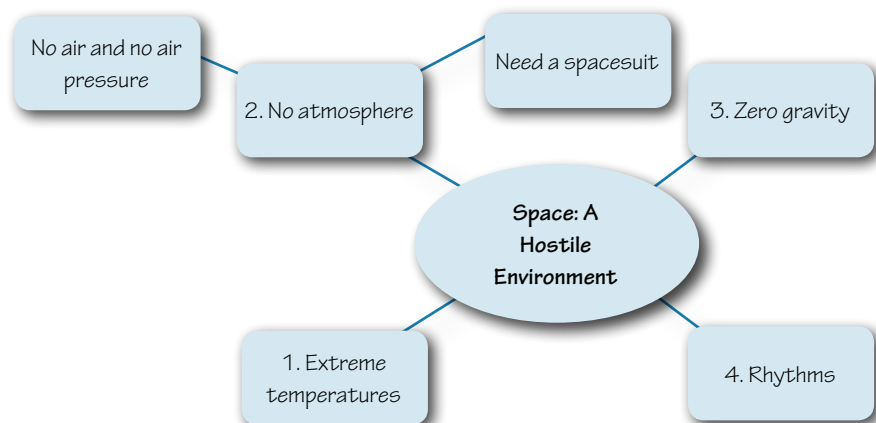 No air and no air
pressure
Need a spacesuit
2. No atmosphere
3. Zero gravity
Space: A
Hostile
Environment
1. Extreme
temperatures
4. Rhythms